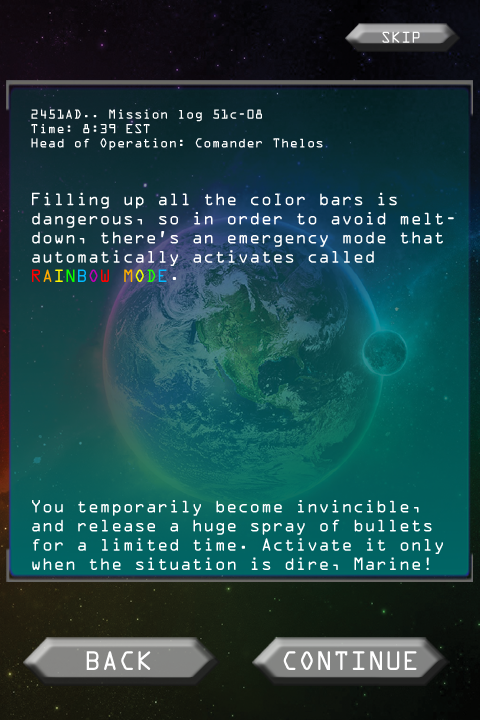 SKIP
2451AD.. Mission log 51c-08
Time: 8:39 EST
Head of Operation: Comander Thelos
Filling up all the color bars is
dangerous, so in order to avoid melt-
down, there's an emergency mode that
automatically activates called
RAINBOW MODE.
You temporarily become invincible,
and release a huge spray of bullets
for a limited time. Activate it only
when the situation is dire, Marine!
BACK
CONTINUE